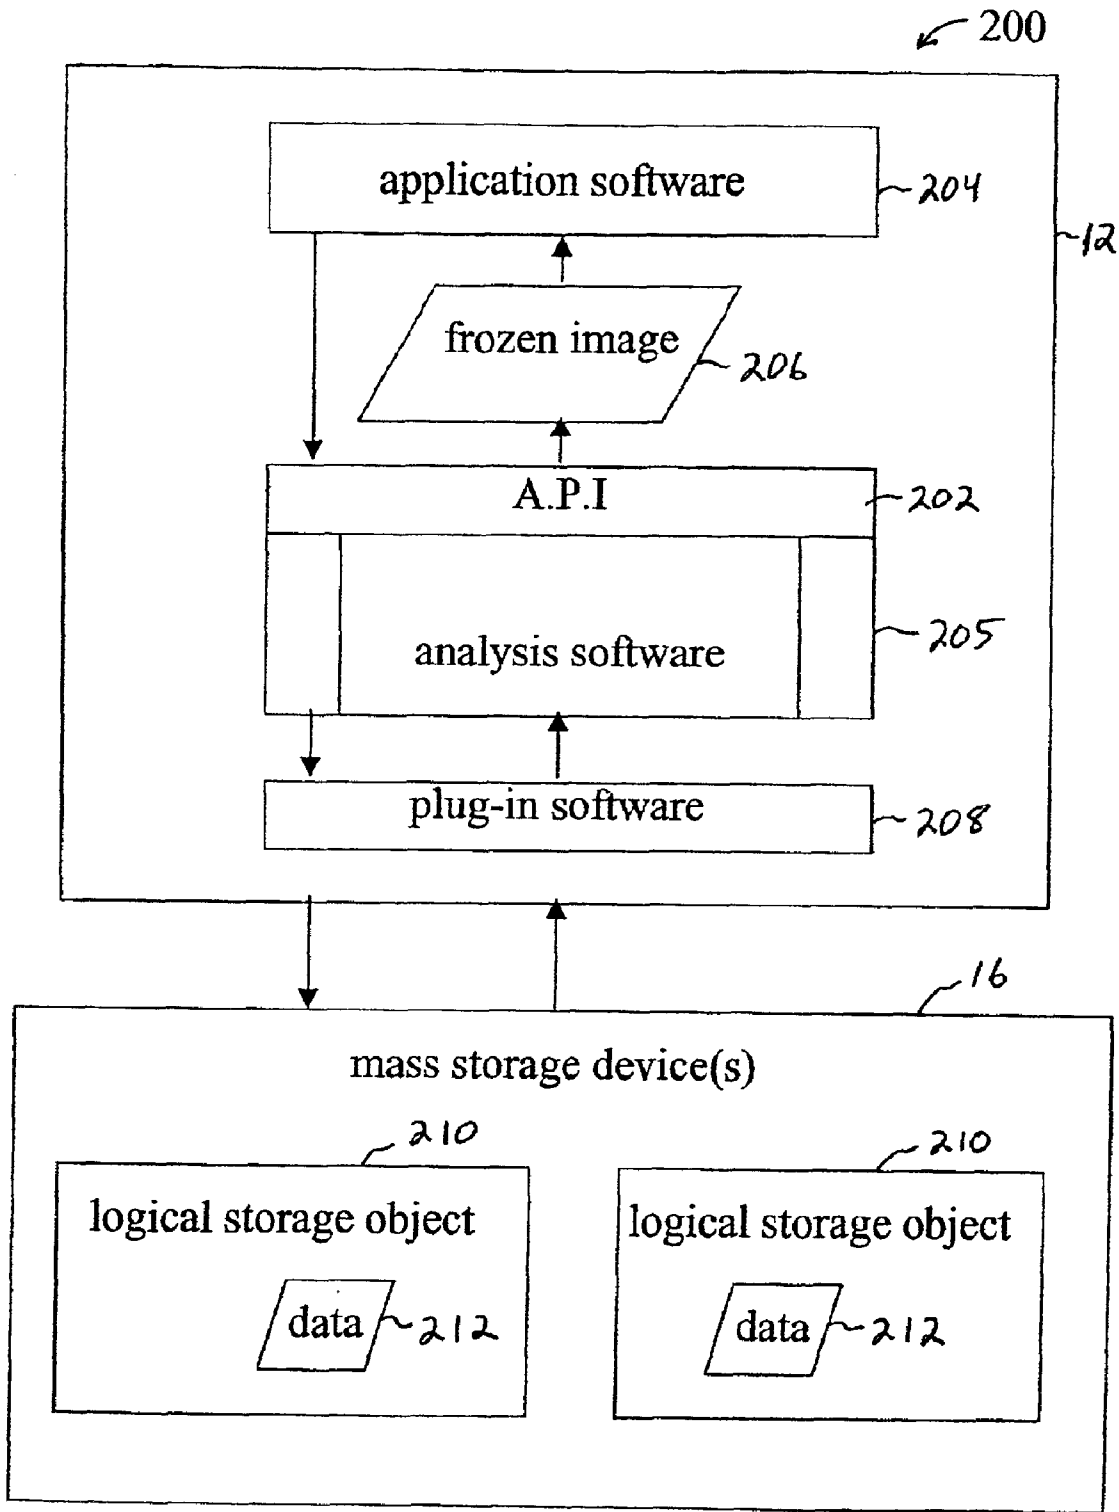 200
application software
204
12
frozen image
206
A.P.I
202
analysis software
205
plug-in software
208
16
mass storage device(s)
210
210
logical storage object
logical storage object
data
212
data
212